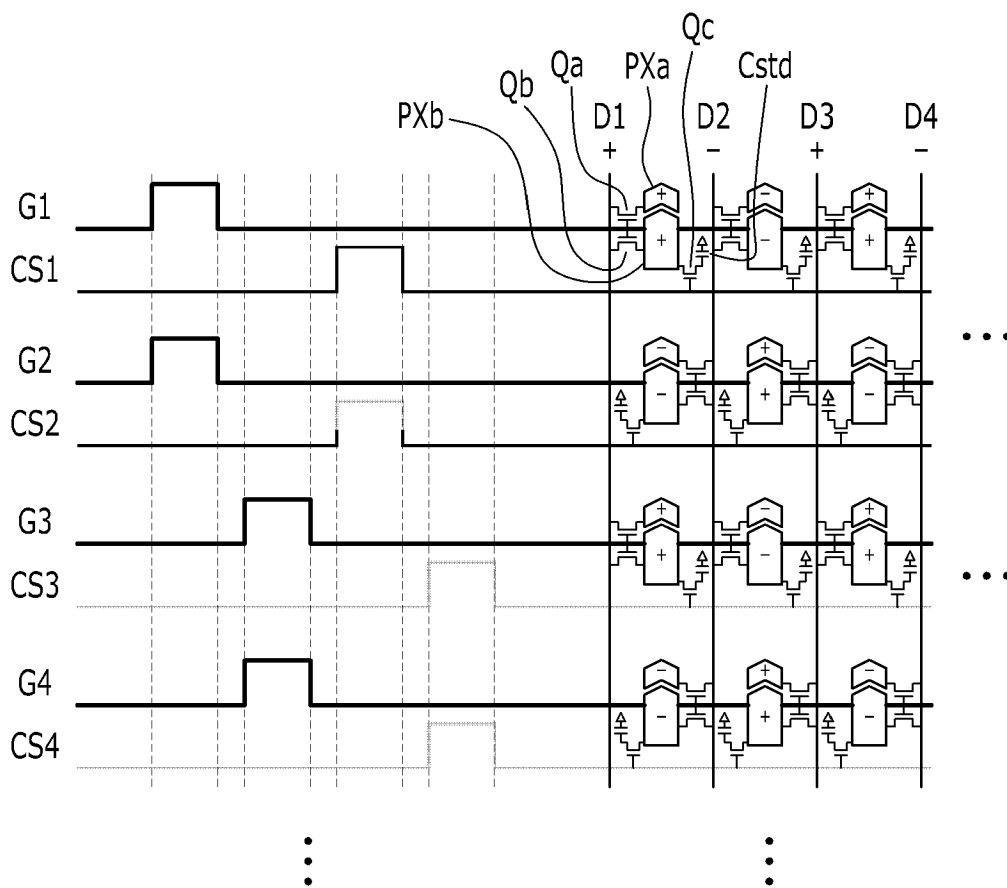 Qc
Qa PXa Cstd
Qb
PXb D1 D2 D3 D4
+ − + −
G1
+ − +
+ − +
CS1
G2
− + −
− + −
CS2
G3
+ − +
+ − +
CS3
G4
− + −
− + −
CS4